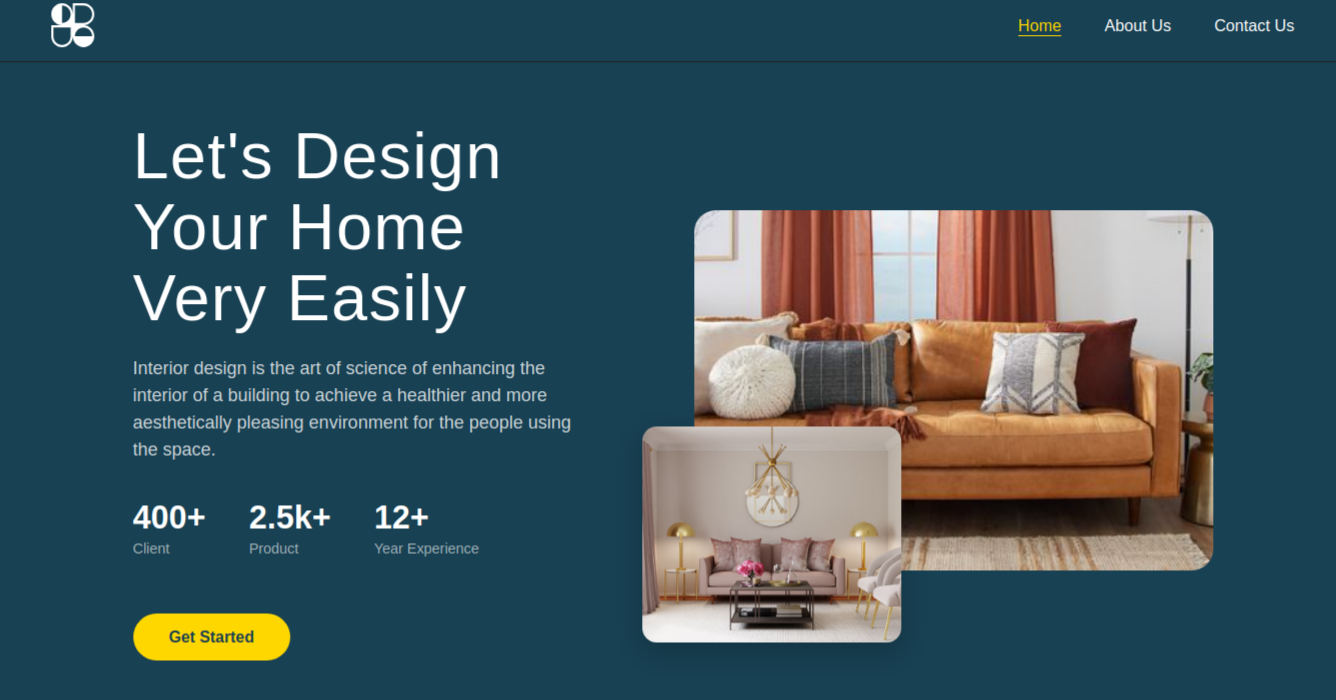 Home
About Us
Contact Us
Let's Design
Your Home
Very Easily
Interior design is the art of science of enhancing the
interior of a building to achieve a healthier and more
aesthetically pleasing environment for the people using
the space.
400+ 2.5k+ 12+
Client Product Year Experience
Get Started